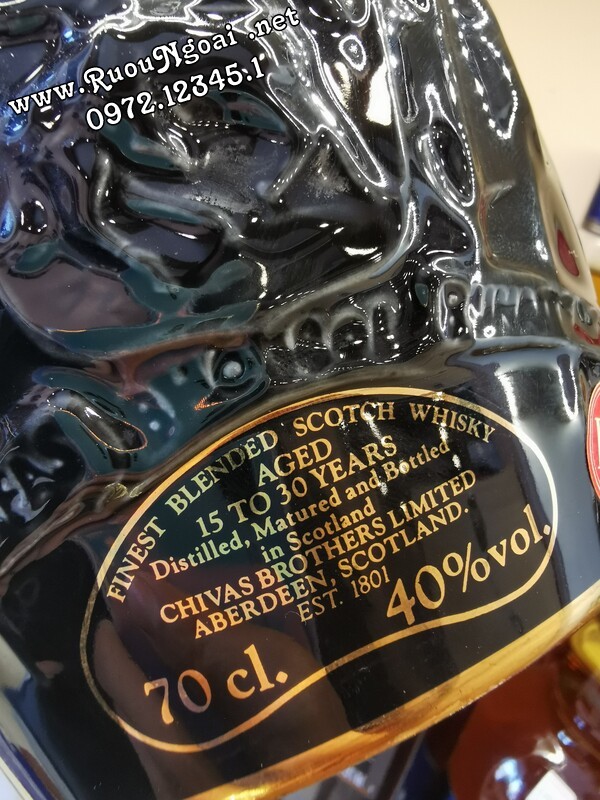 www.RuouNgoai .net
0972.12345.1
FINEST BLENDED SCOTCH WHISKY
AGED
15 TO 30 YEARS
Distilled, Matured and Bottled
in Scotland
CHIVAS BROTHERS LIMITED
ABERDEEN, SCOTLAND.
EST. 1801
40%vol.
70 cl.